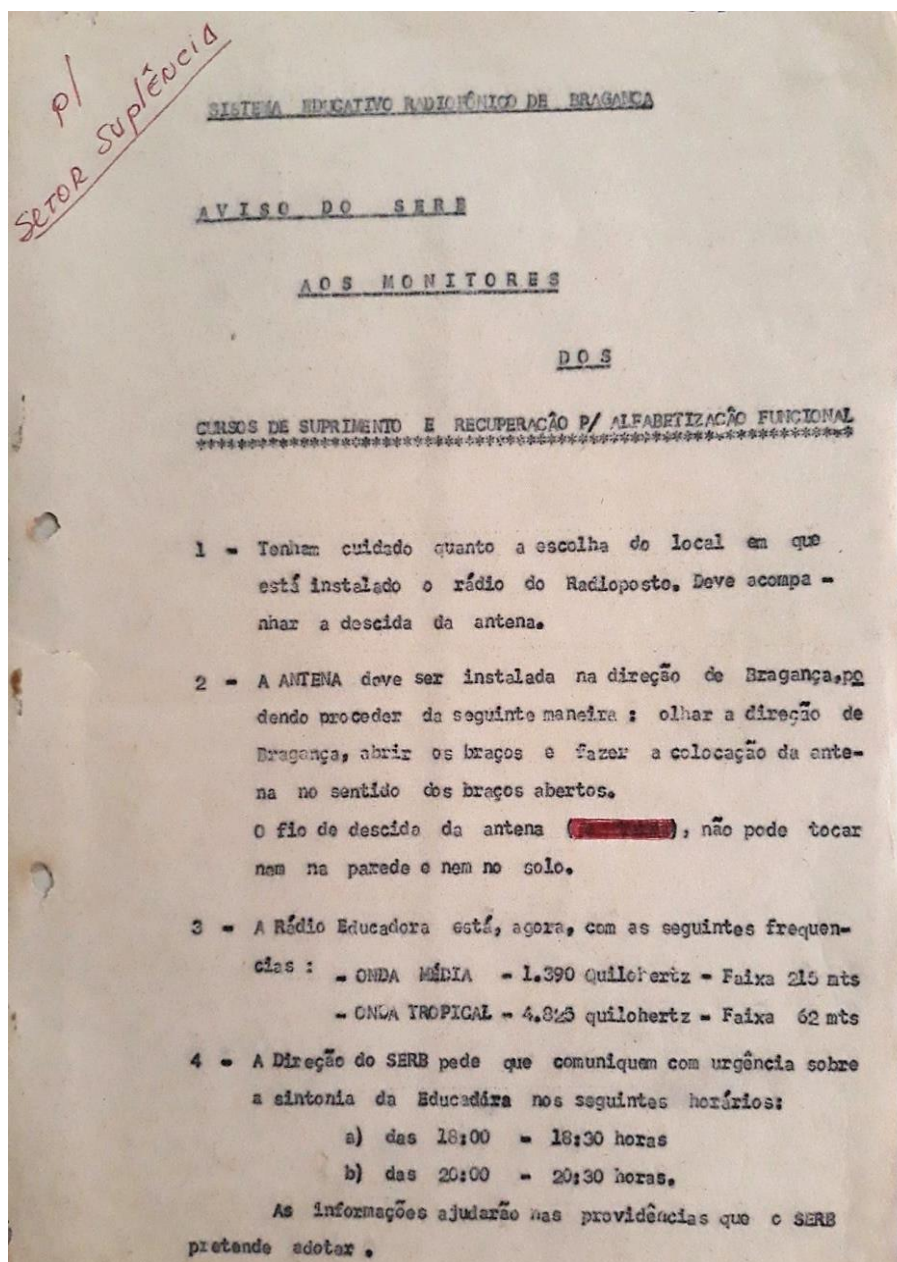 p/
SETOR SUPLÊNCIA
SISTEMA EDUCATIVO RADIOFÔNICO DE BRAGANÇA
AVISO DO SERB
AOS MONITORES
DOS
CURSOS DE SUPRIMENTO E RECUPERAÇÃO P/ ALFABETIZAÇÃO FUNCIONAL
************************************************************
1 - Tenham cuidado quanto a escolha do local em que
está instalado o rádio do Radioposto. Deve acompa -
nhar a descida da antena.
2 - A ANTENA deve ser instalada na direção de Bragança,po
dendo proceder da seguinte maneira : olhar a direção de
Bragança, abrir os braços e fazer a colocação da ante-
na no sentido dos braços abertos.
O fio de descida da antena ( ), não pode tocar
nem na parede e nem no solo.
3 - A Rádio Educadora está, agora, com as seguintes frequen-
cias : - ONDA MÉDIA - 1.390 Quilohertz - Faixa 215 mts
- ONDA TROPICAL - 4.825 quilohertz - Faixa 62 mts
4 - A Direção do SERB pede que comuniquem com urgência sobre
a sintonia da Educadóra nos seguintes horários:
a) das 18:00 - 18:30 horas
b) das 20:00 - 20:30 horas.
As informações ajudarão nas providências que o SERB
pretende adotar .